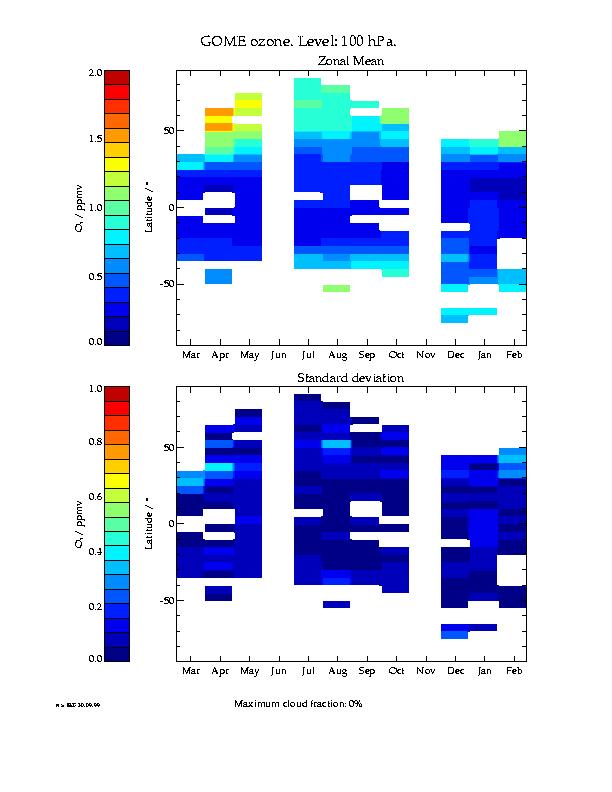 GOME ozone. Level: 100 hPa.
Zonal Mean
2.0
1.5
1.0
0.5
0.0
O₃ / ppmv
Latitude / °
50
0
-50
Mar Apr May Jun Jul Aug Sep Oct Nov Dec Jan Feb
Standard deviation
1.0
0.8
0.6
0.4
0.2
0.0
O₃ / ppmv
Latitude / °
50
0
-50
Mar Apr May Jun Jul Aug Sep Oct Nov Dec Jan Feb
Maximum cloud fraction: 0%